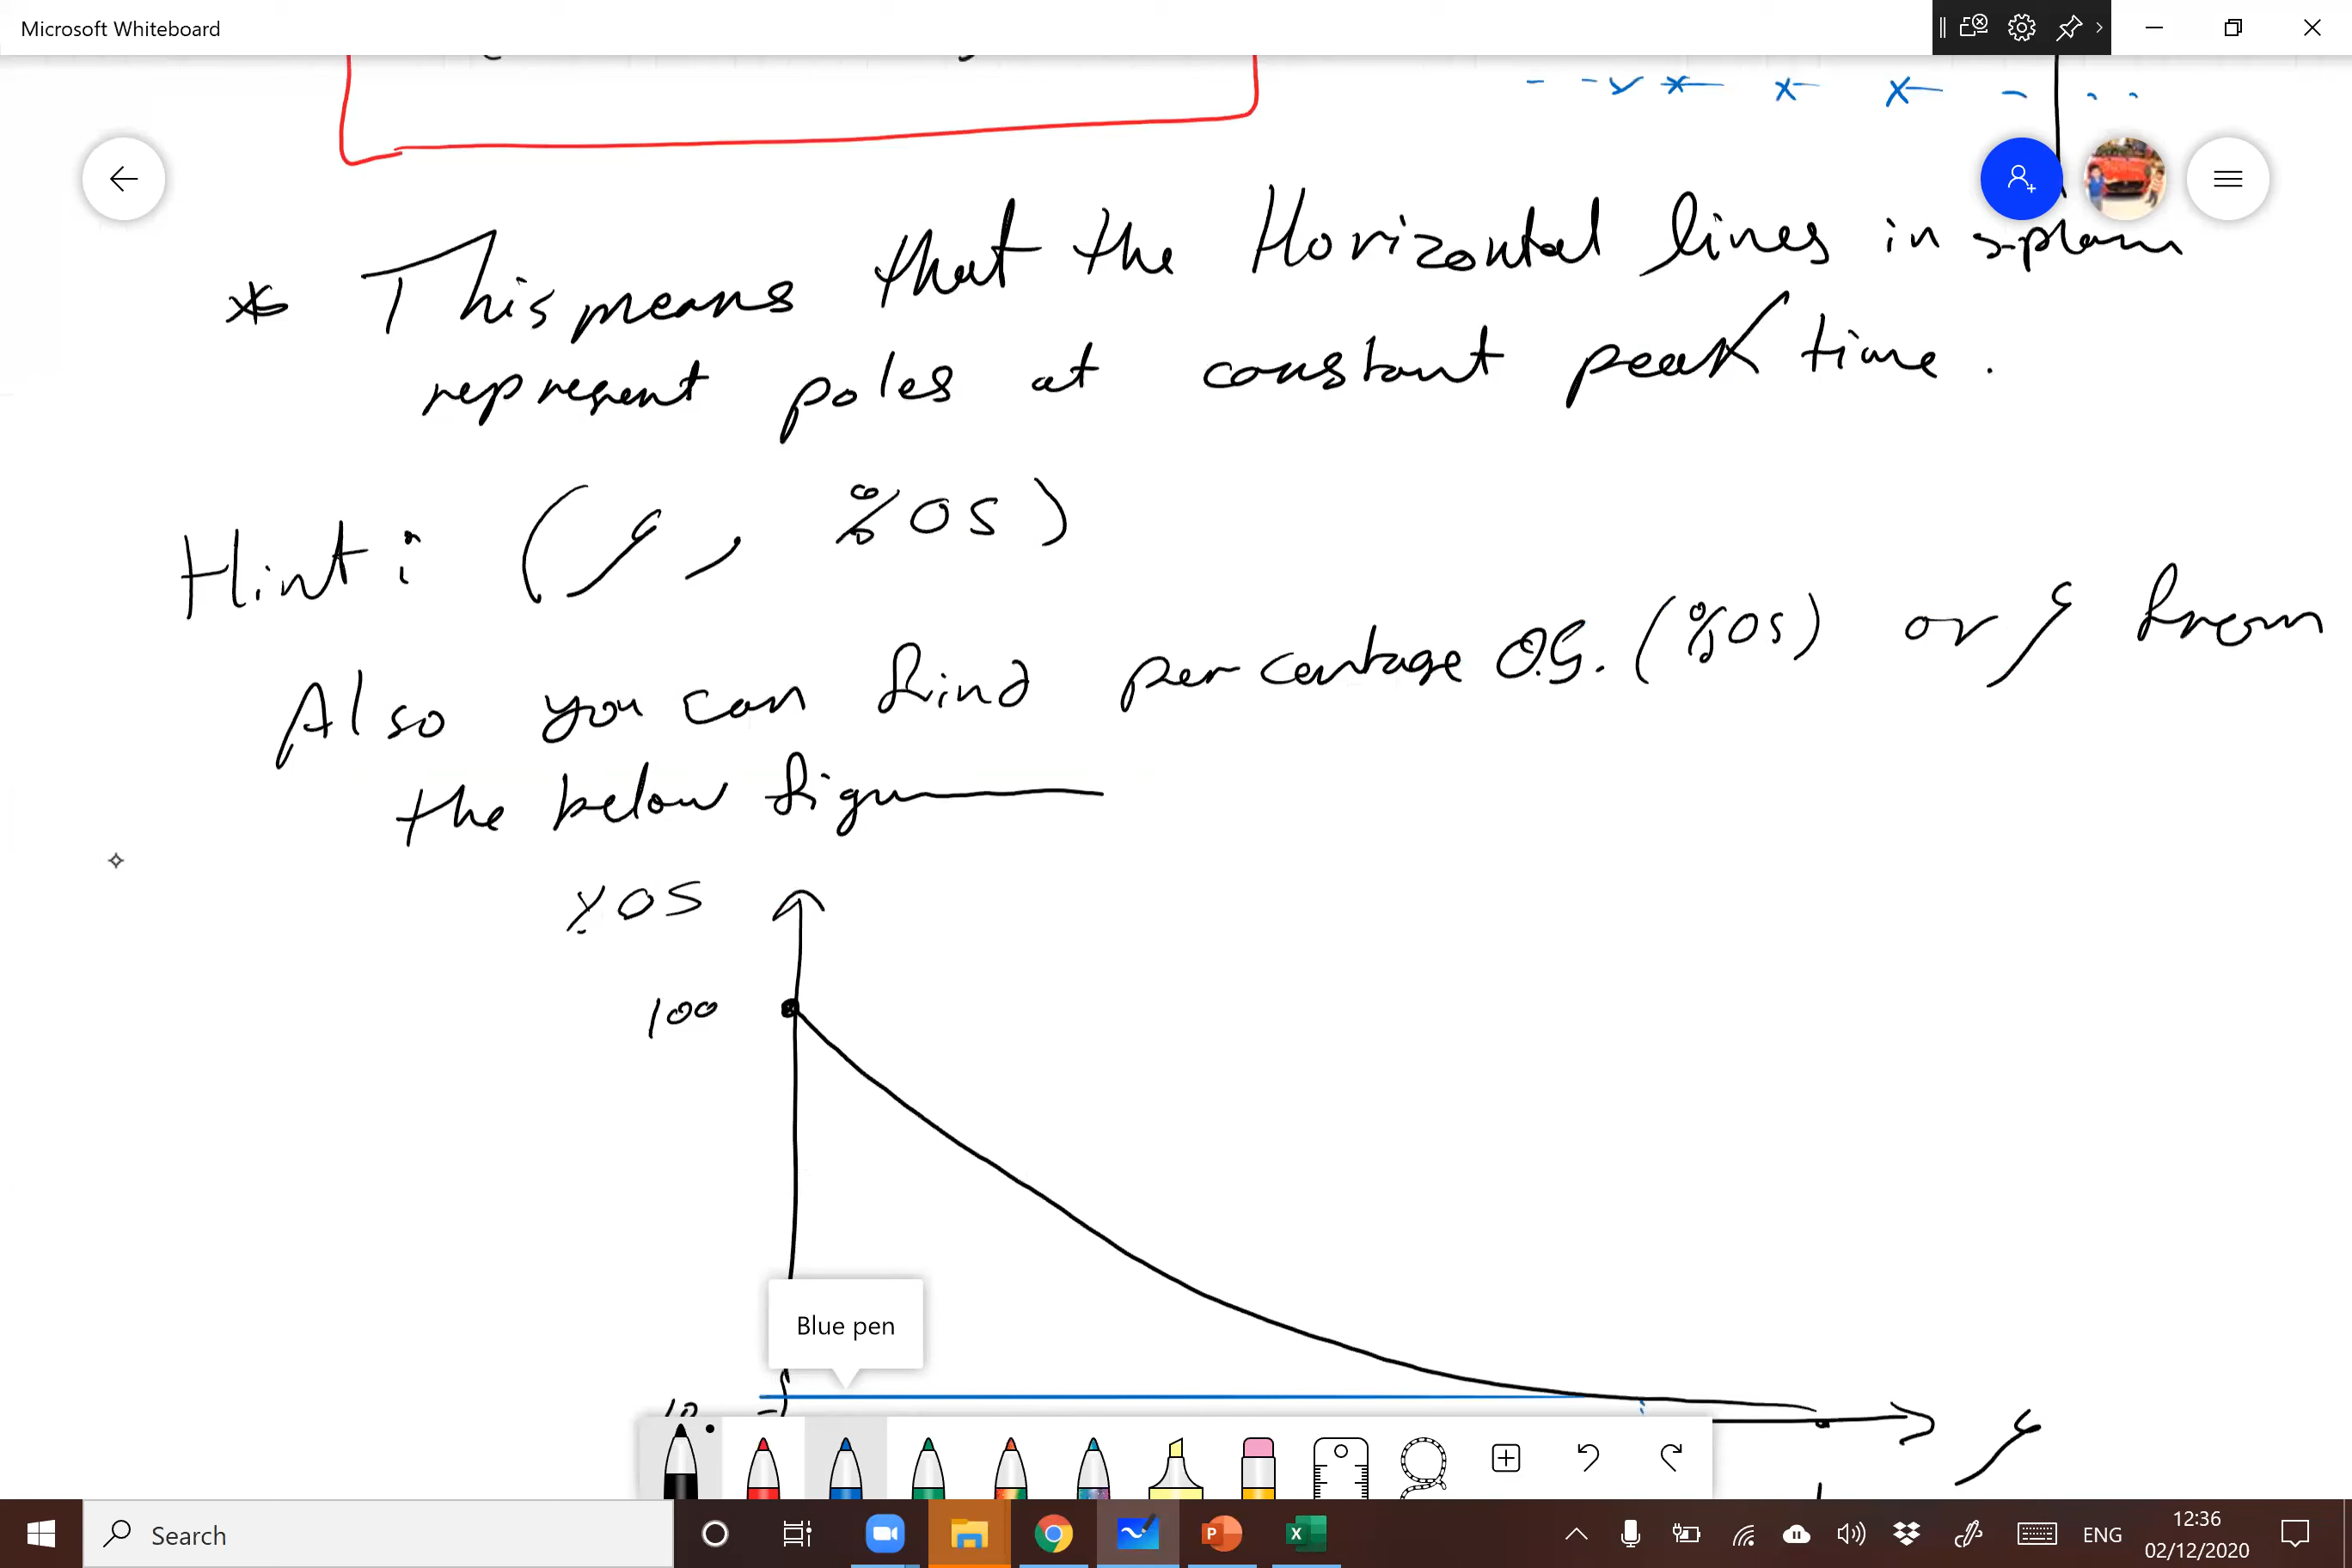 Microsoft Whiteboard
* This means that the Horizontal lines in s-plane
represent poles at constant peak time.
Hint: (ζ, %OS)
Also you can find percentage O.S. (%OS) or ζ from
the below figure
%OS
100
Blue pen
10
ζ
1
Search
ENG
12:36
02/12/2020